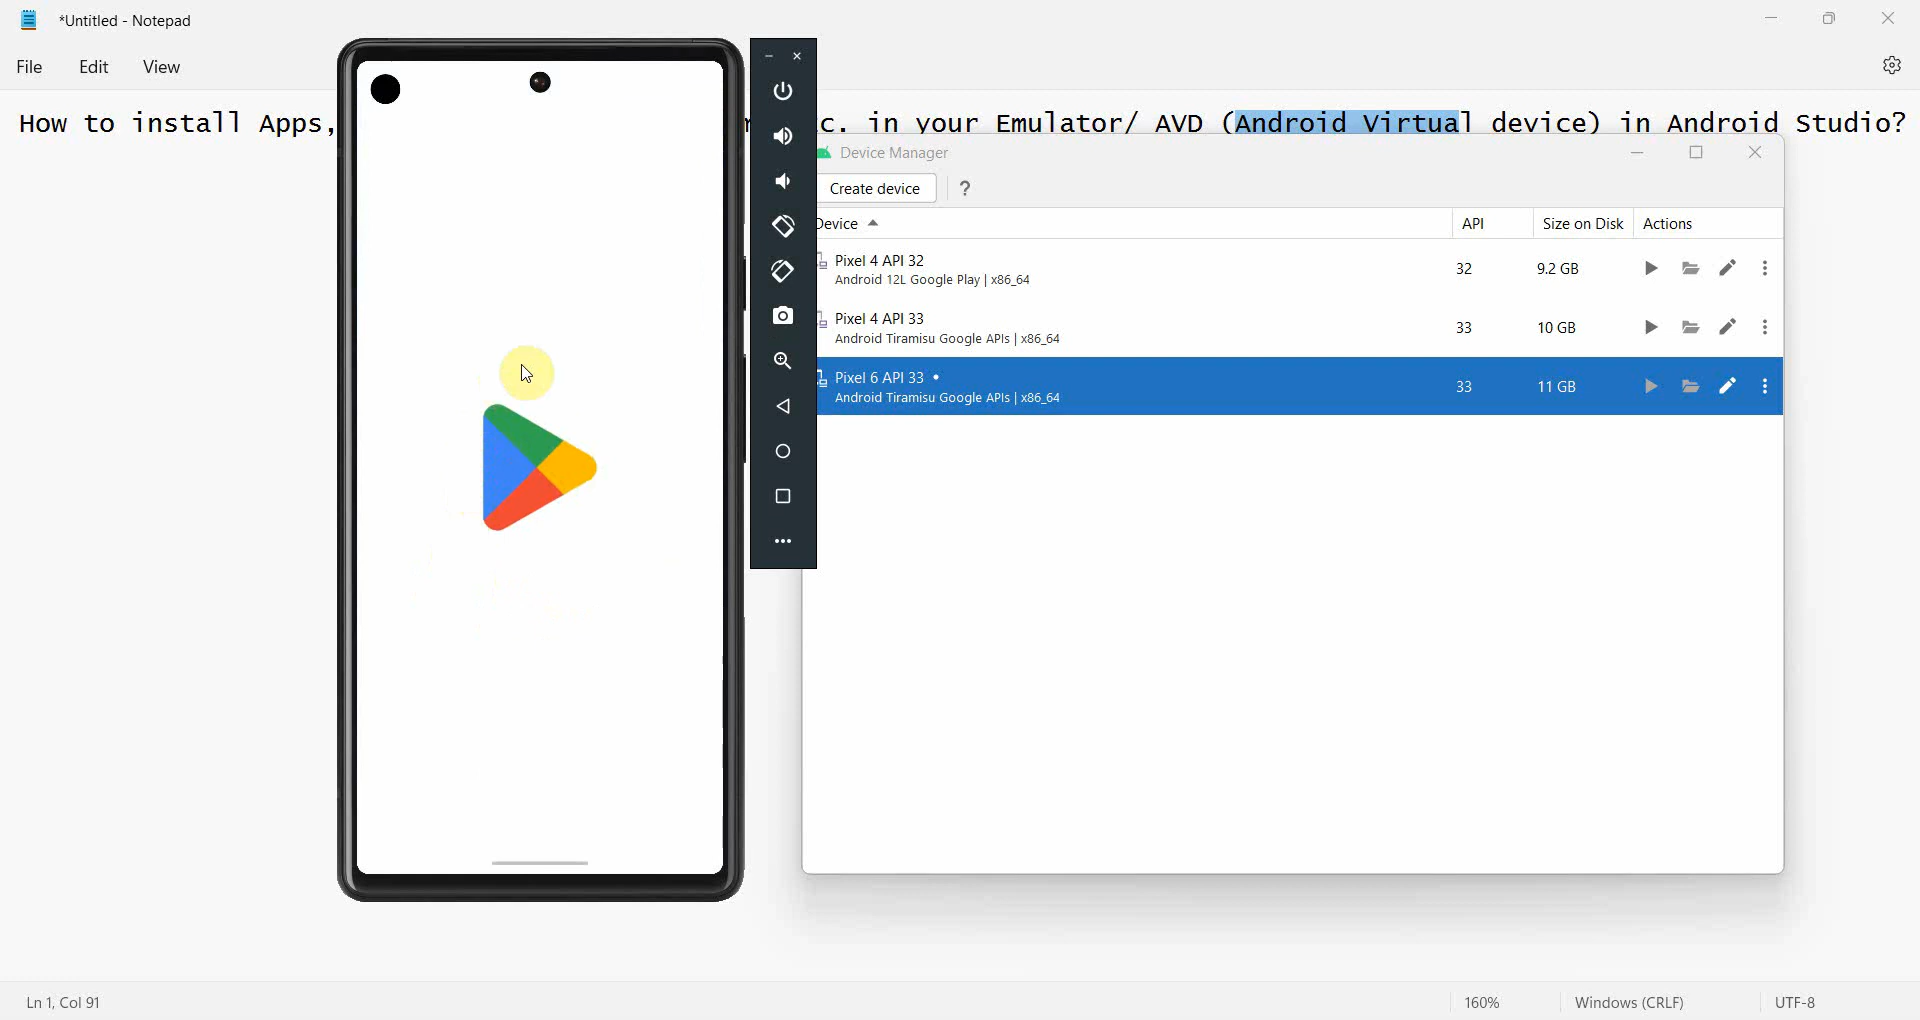 *Untitled - Notepad
File Edit View
How to install Apps, c. in your Emulator/ AVD (Android Virtual device) in Android Studio?
Device Manager
Create device ?
Device API Size on Disk Actions
Pixel 4 API 32
Android 12L Google Play | x86_64
32 9.2 GB
Pixel 4 API 33
Android Tiramisu Google APIs | x86_64
33 10 GB
Pixel 6 API 33
Android Tiramisu Google APIs | x86_64
33 11 GB
Ln 1, Col 91 160% Windows (CRLF) UTF-8